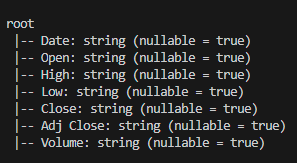 root
|-- Date: string (nullable = true)
|-- Open: string (nullable = true)
|-- High: string (nullable = true)
|-- Low: string (nullable = true)
|-- Close: string (nullable = true)
|-- Adj Close: string (nullable = true)
|-- Volume: string (nullable = true)